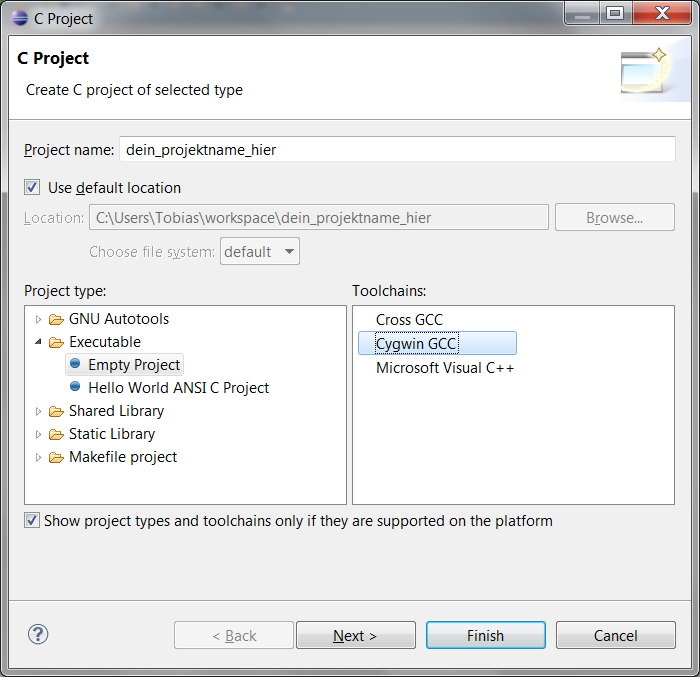 C Project
C Project
Create C project of selected type
Project name: dein_projektname_hier
Use default location
Location: C:\Users\Tobias\workspace\dein_projektname_hier Browse...
Choose file system: default
Project type:
GNU Autotools
Executable
Empty Project
Hello World ANSI C Project
Shared Library
Static Library
Makefile project
Toolchains:
Cross GCC
Cygwin GCC
Microsoft Visual C++
Show project types and toolchains only if they are supported on the platform
? < Back Next > Finish Cancel